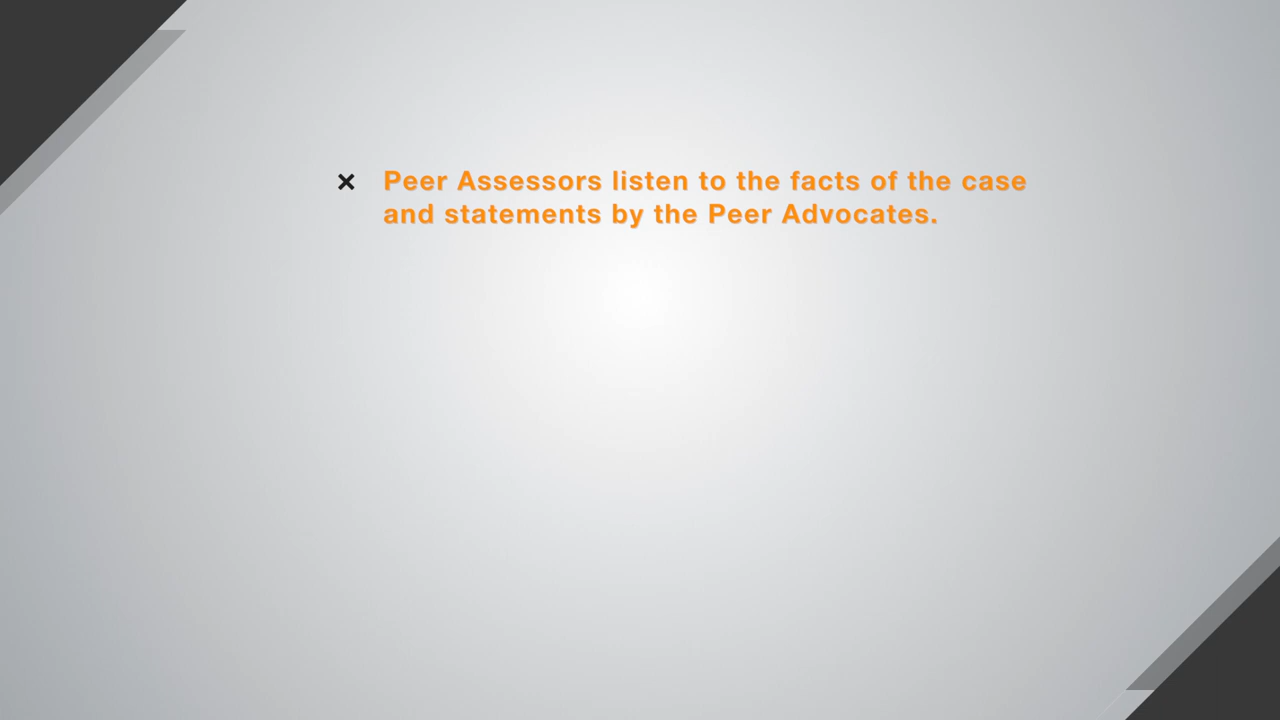 × Peer Assessors listen to the facts of the case
and statements by the Peer Advocates.